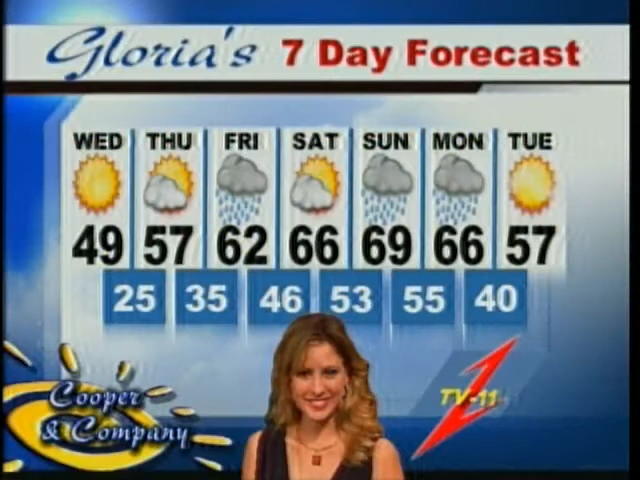 Gloria's 7 Day Forecast
WED THU FRI SAT SUN MON TUE
49 57 62 66 69 66 57
25 35 46 53 55 40
Cooper
& Company
TV-11